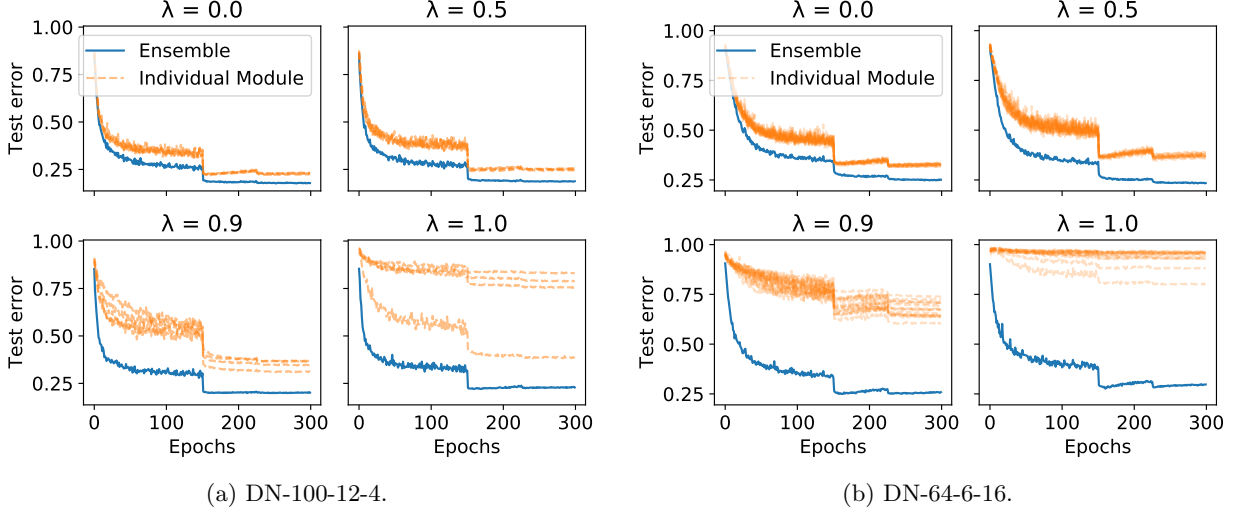 λ = 0.0
λ = 0.5
λ = 0.0
λ = 0.5
1.00
0.75
0.50
0.25
Test error
Ensemble
Individual Module
1.00
0.75
0.50
0.25
Test error
Ensemble
Individual Module
λ = 0.9
λ = 1.0
λ = 0.9
λ = 1.0
1.00
0.75
0.50
0.25
Test error
1.00
0.75
0.50
0.25
Test error
0 100 200 300
0 100 200 300
0 100 200 300
0 100 200 300
Epochs
Epochs
Epochs
Epochs
(a) DN-100-12-4.
(b) DN-64-6-16.